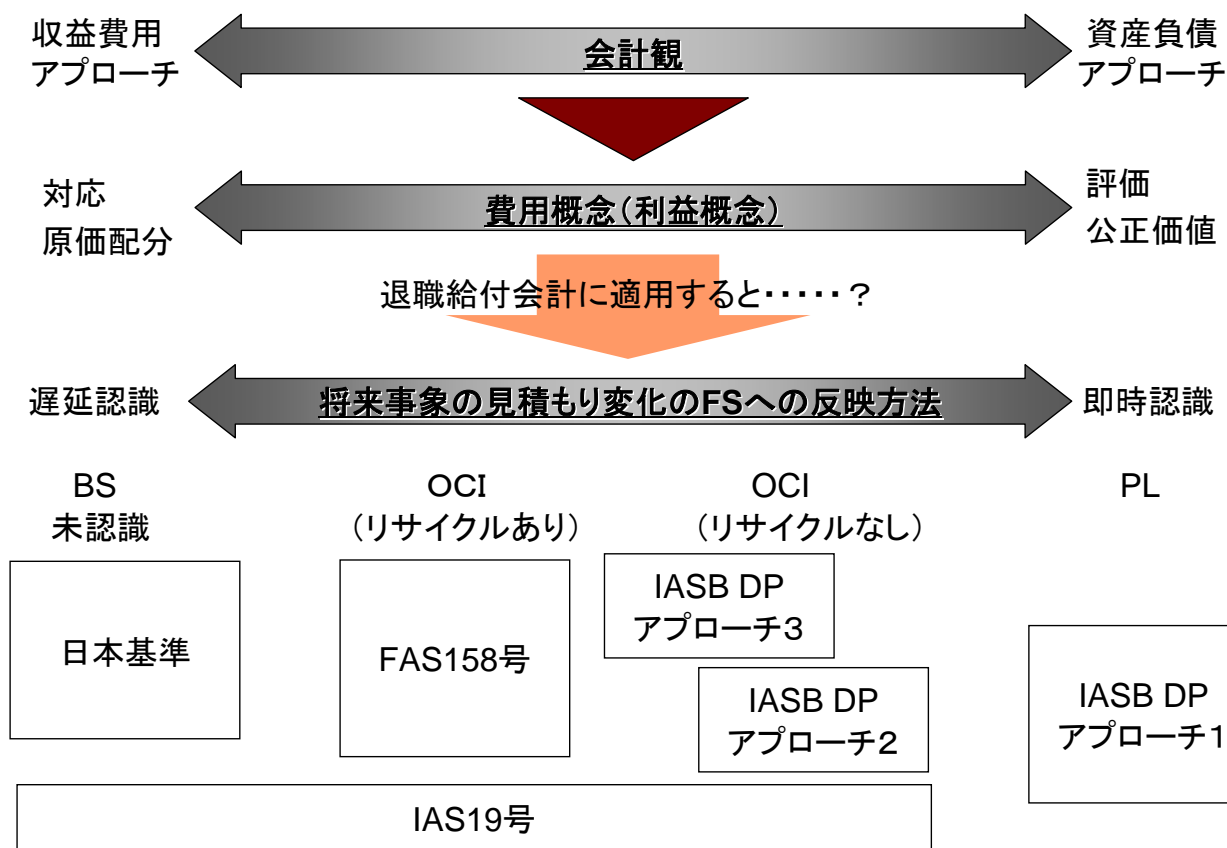 収益費用
アプローチ
会計観
資産負債
アプローチ
対応
原価配分
費用概念(利益概念)
評価
公正価値
退職給付会計に適用すると・・・・・？
遅延認識
将来事象の見積もり変化のFSへの反映方法
即時認識
BS
未認識
OCI
(リサイクルあり)
OCI
(リサイクルなし)
PL
日本基準
FAS158号
IASB DP
アプローチ3
IASB DP
アプローチ2
IASB DP
アプローチ1
IAS19号